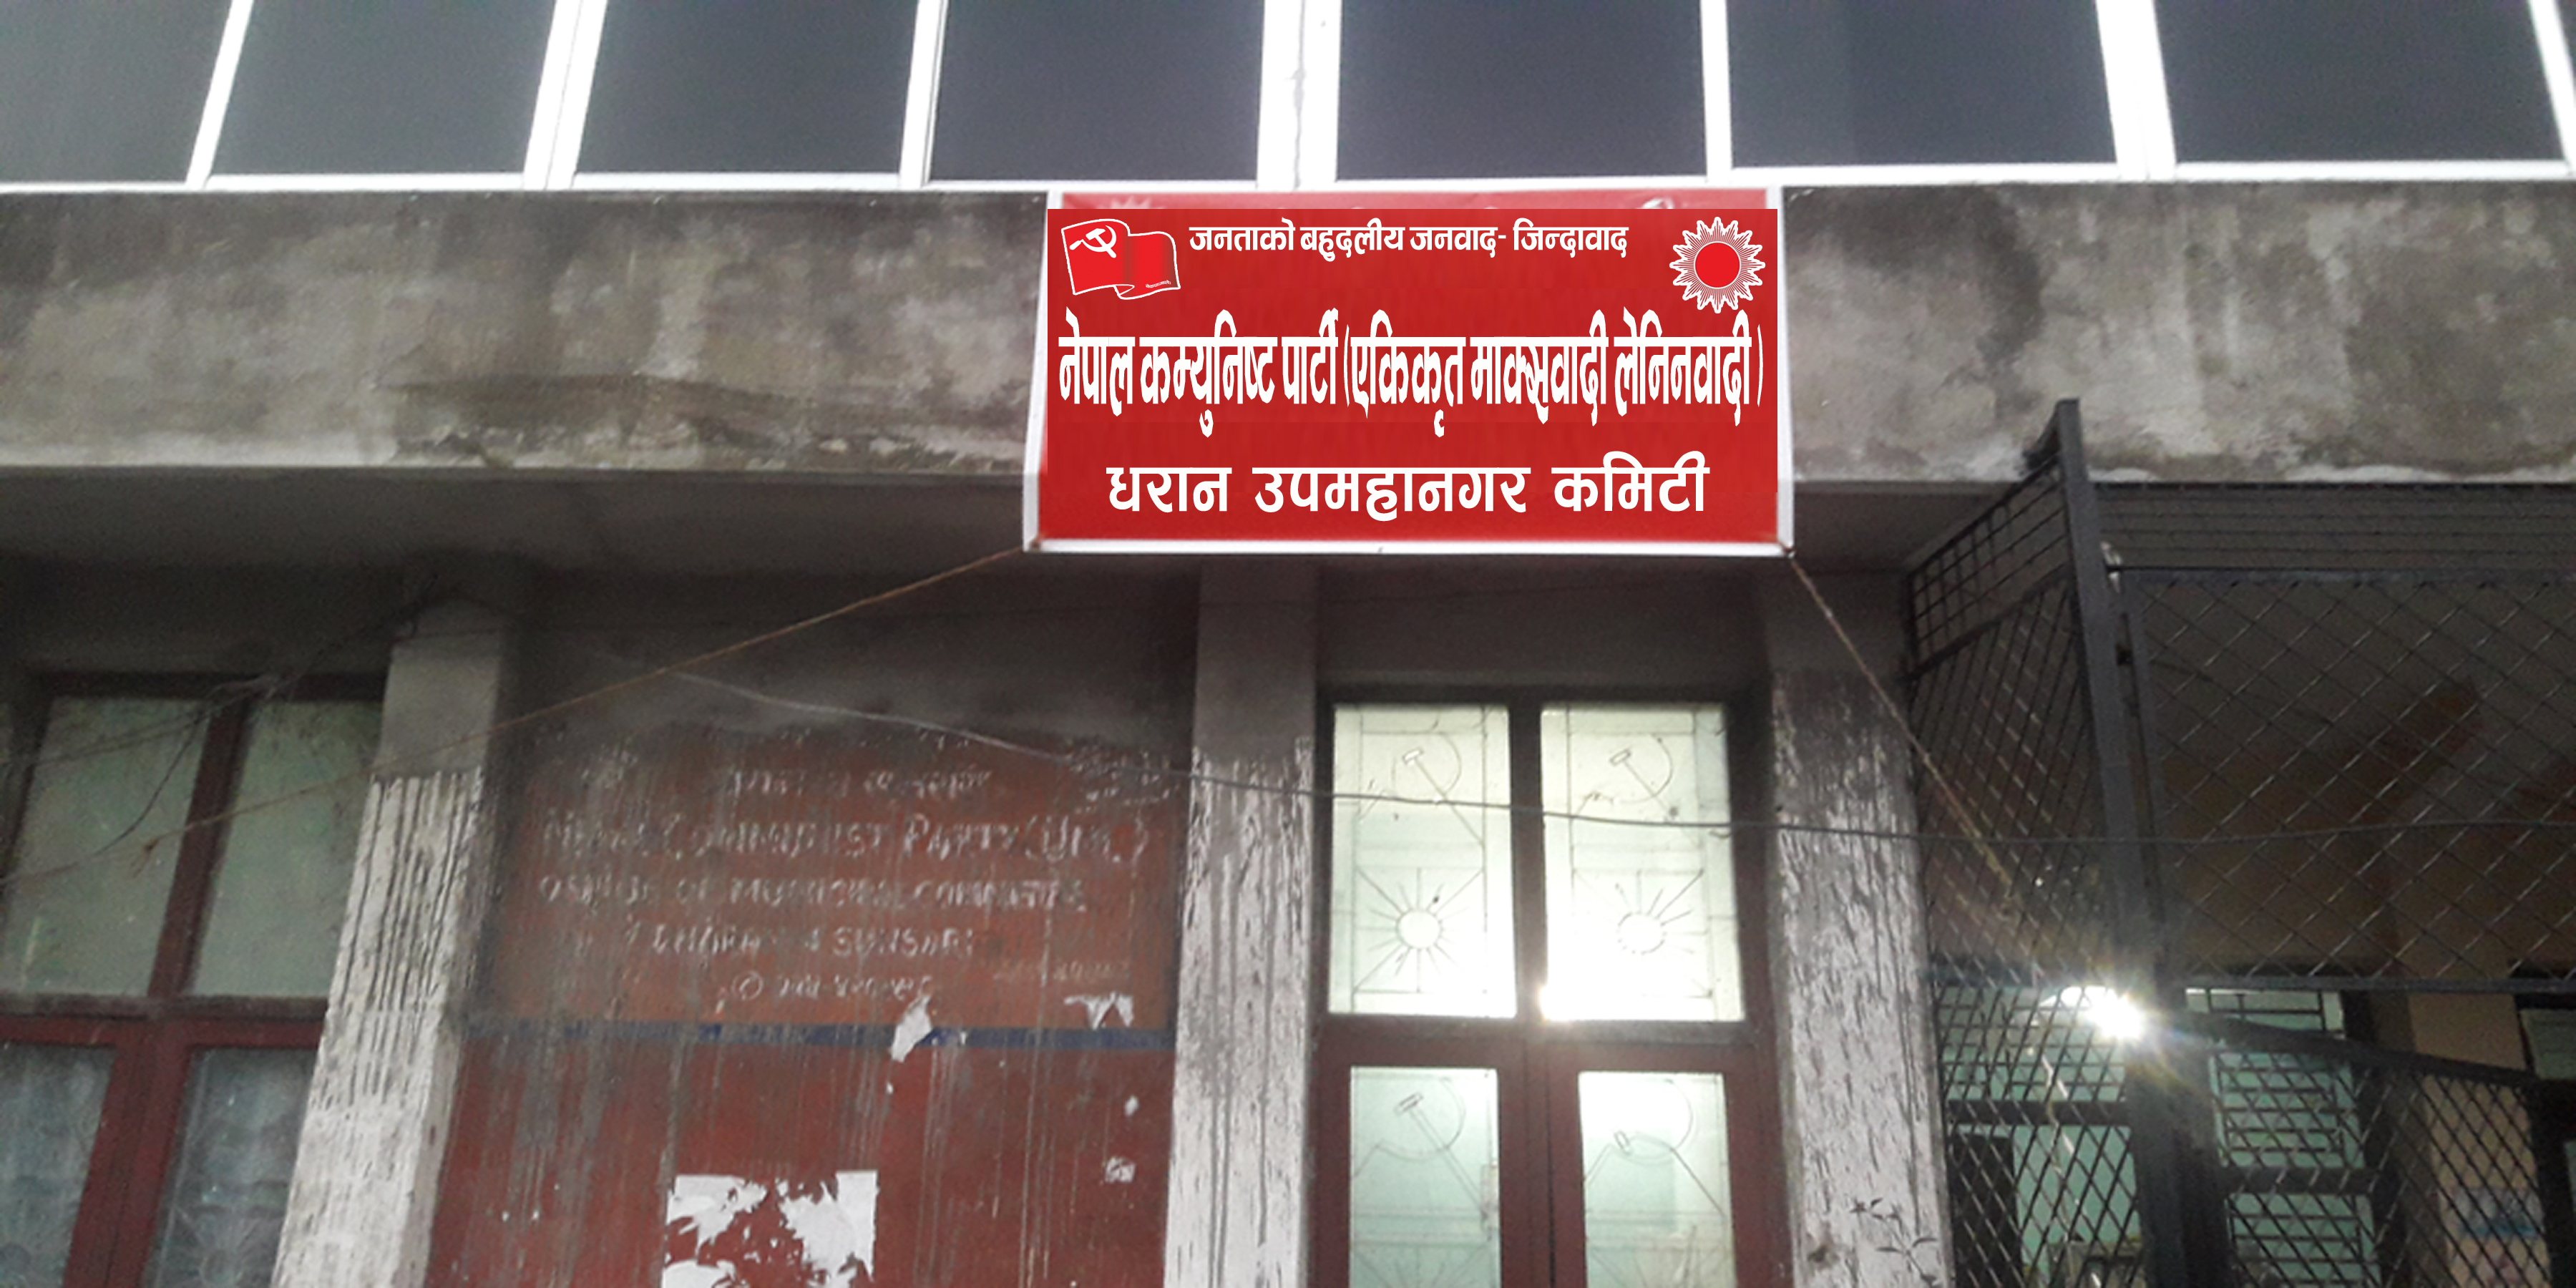 जनताको बहुदलीय जनवाद- जिन्दावाद
नेपाल कम्युनिष्ट पार्टी (एकिकृत मार्क्सवादी लेनिनवादी)
धरान उपमहानगर कमिटी
COMMUNIST PARTY (UML)
OFFICE OF MUNICIPAL COMMITTEE
DHARAN SUNSARI